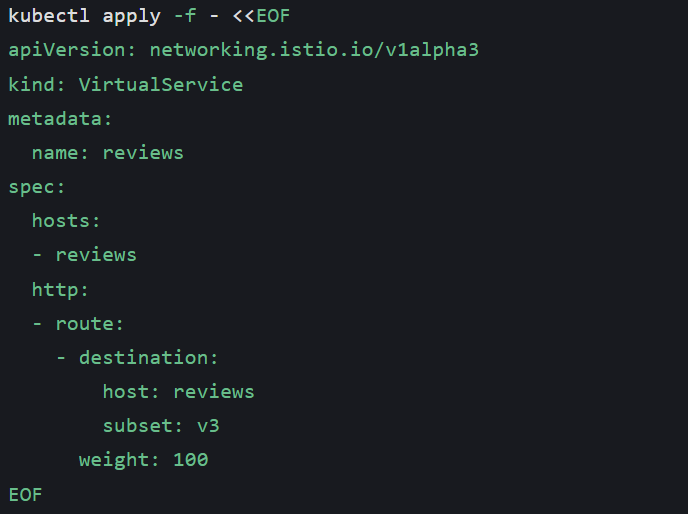 kubectl apply -f - <<EOF
apiVersion: networking.istio.io/v1alpha3
kind: VirtualService
metadata:
  name: reviews
spec:
  hosts:
  - reviews
  http:
  - route:
    - destination:
        host: reviews
        subset: v3
      weight: 100
EOF